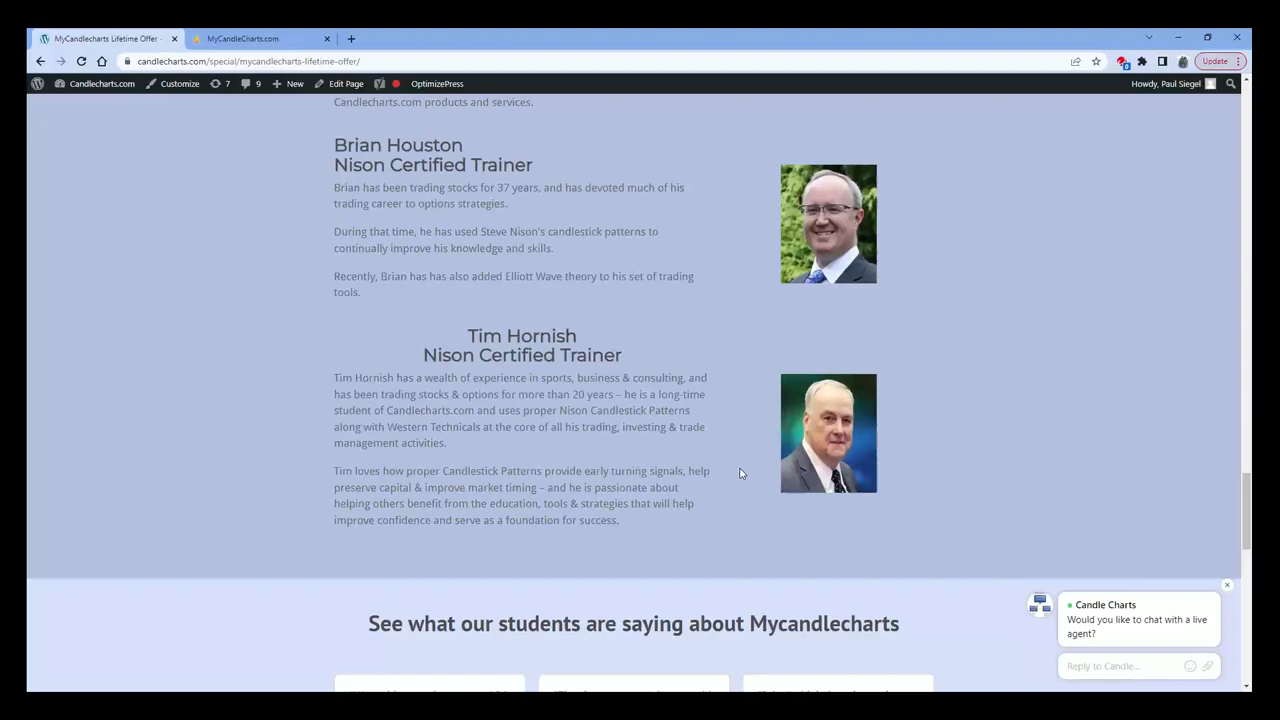 MyCandlecharts Lifetime Offer -
MyCandleCharts.com
candlecharts.com/special/mycandlecharts-lifetime-offer/
Update
Candlecharts.com
Customize
7
9
New
Edit Page
OptimizePress
Howdy, Paul Siegel
Candlecharts.com products and services.
Brian Houston
Nison Certified Trainer
Brian has been trading stocks for 37 years, and has devoted much of his
trading career to options strategies.
During that time, he has used Steve Nison's candlestick patterns to
continually improve his knowledge and skills.
Recently, Brian has has also added Elliott Wave theory to his set of trading
tools.
Tim Hornish
Nison Certified Trainer
Tim Hornish has a wealth of experience in sports, business & consulting, and
has been trading stocks & options for more than 20 years – he is a long-time
student of Candlecharts.com and uses proper Nison Candlestick Patterns
along with Western Technicals at the core of all his trading, investing & trade
management activities.
Tim loves how proper Candlestick Patterns provide early turning signals, help
preserve capital & improve market timing – and he is passionate about
helping others benefit from the education, tools & strategies that will help
improve confidence and serve as a foundation for success.
See what our students are saying about Mycandlecharts
Candle Charts
Would you like to chat with a live
agent?
Reply to Candle...